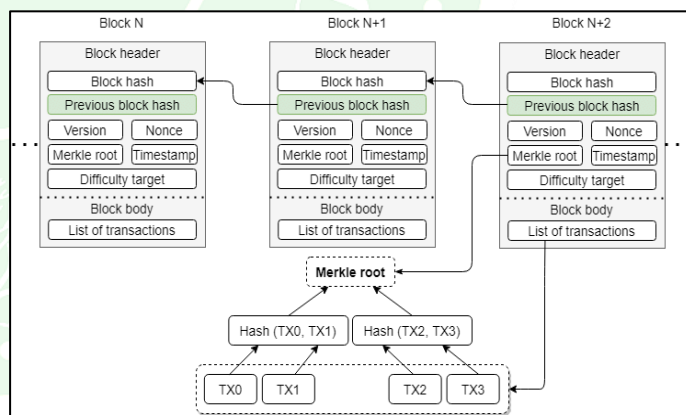 Block N
Block N+1
Block N+2
Block header
Block header
Block header
Block hash
Block hash
Block hash
Previous block hash
Previous block hash
Previous block hash
Version
Nonce
Version
Nonce
Version
Nonce
Merkle root
Timestamp
Merkle root
Timestamp
Merkle root
Timestamp
Difficulty target
Difficulty target
Difficulty target
Block body
Block body
Block body
List of transactions
List of transactions
List of transactions
Merkle root
Hash (TX0, TX1)
Hash (TX2, TX3)
TX0
TX1
TX2
TX3